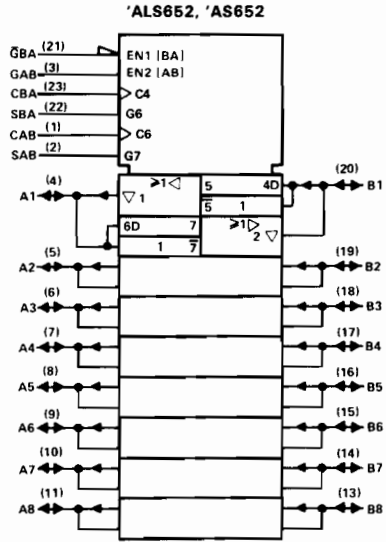 'ALS652, 'AS652
G̅BA (21) EN1 [BA]
GAB (3) EN2 [AB]
CBA (23) C4
SBA (22) G6
CAB (1) C6
SAB (2) G7
A1 (4) ≥1 ▽1 5 4D (20) B1
5̅ 1
6D 7 ≥1 2▽
1 7̅
A2 (5) (19) B2
A3 (6) (18) B3
A4 (7) (17) B4
A5 (8) (16) B5
A6 (9) (15) B6
A7 (10) (14) B7
A8 (11) (13) B8